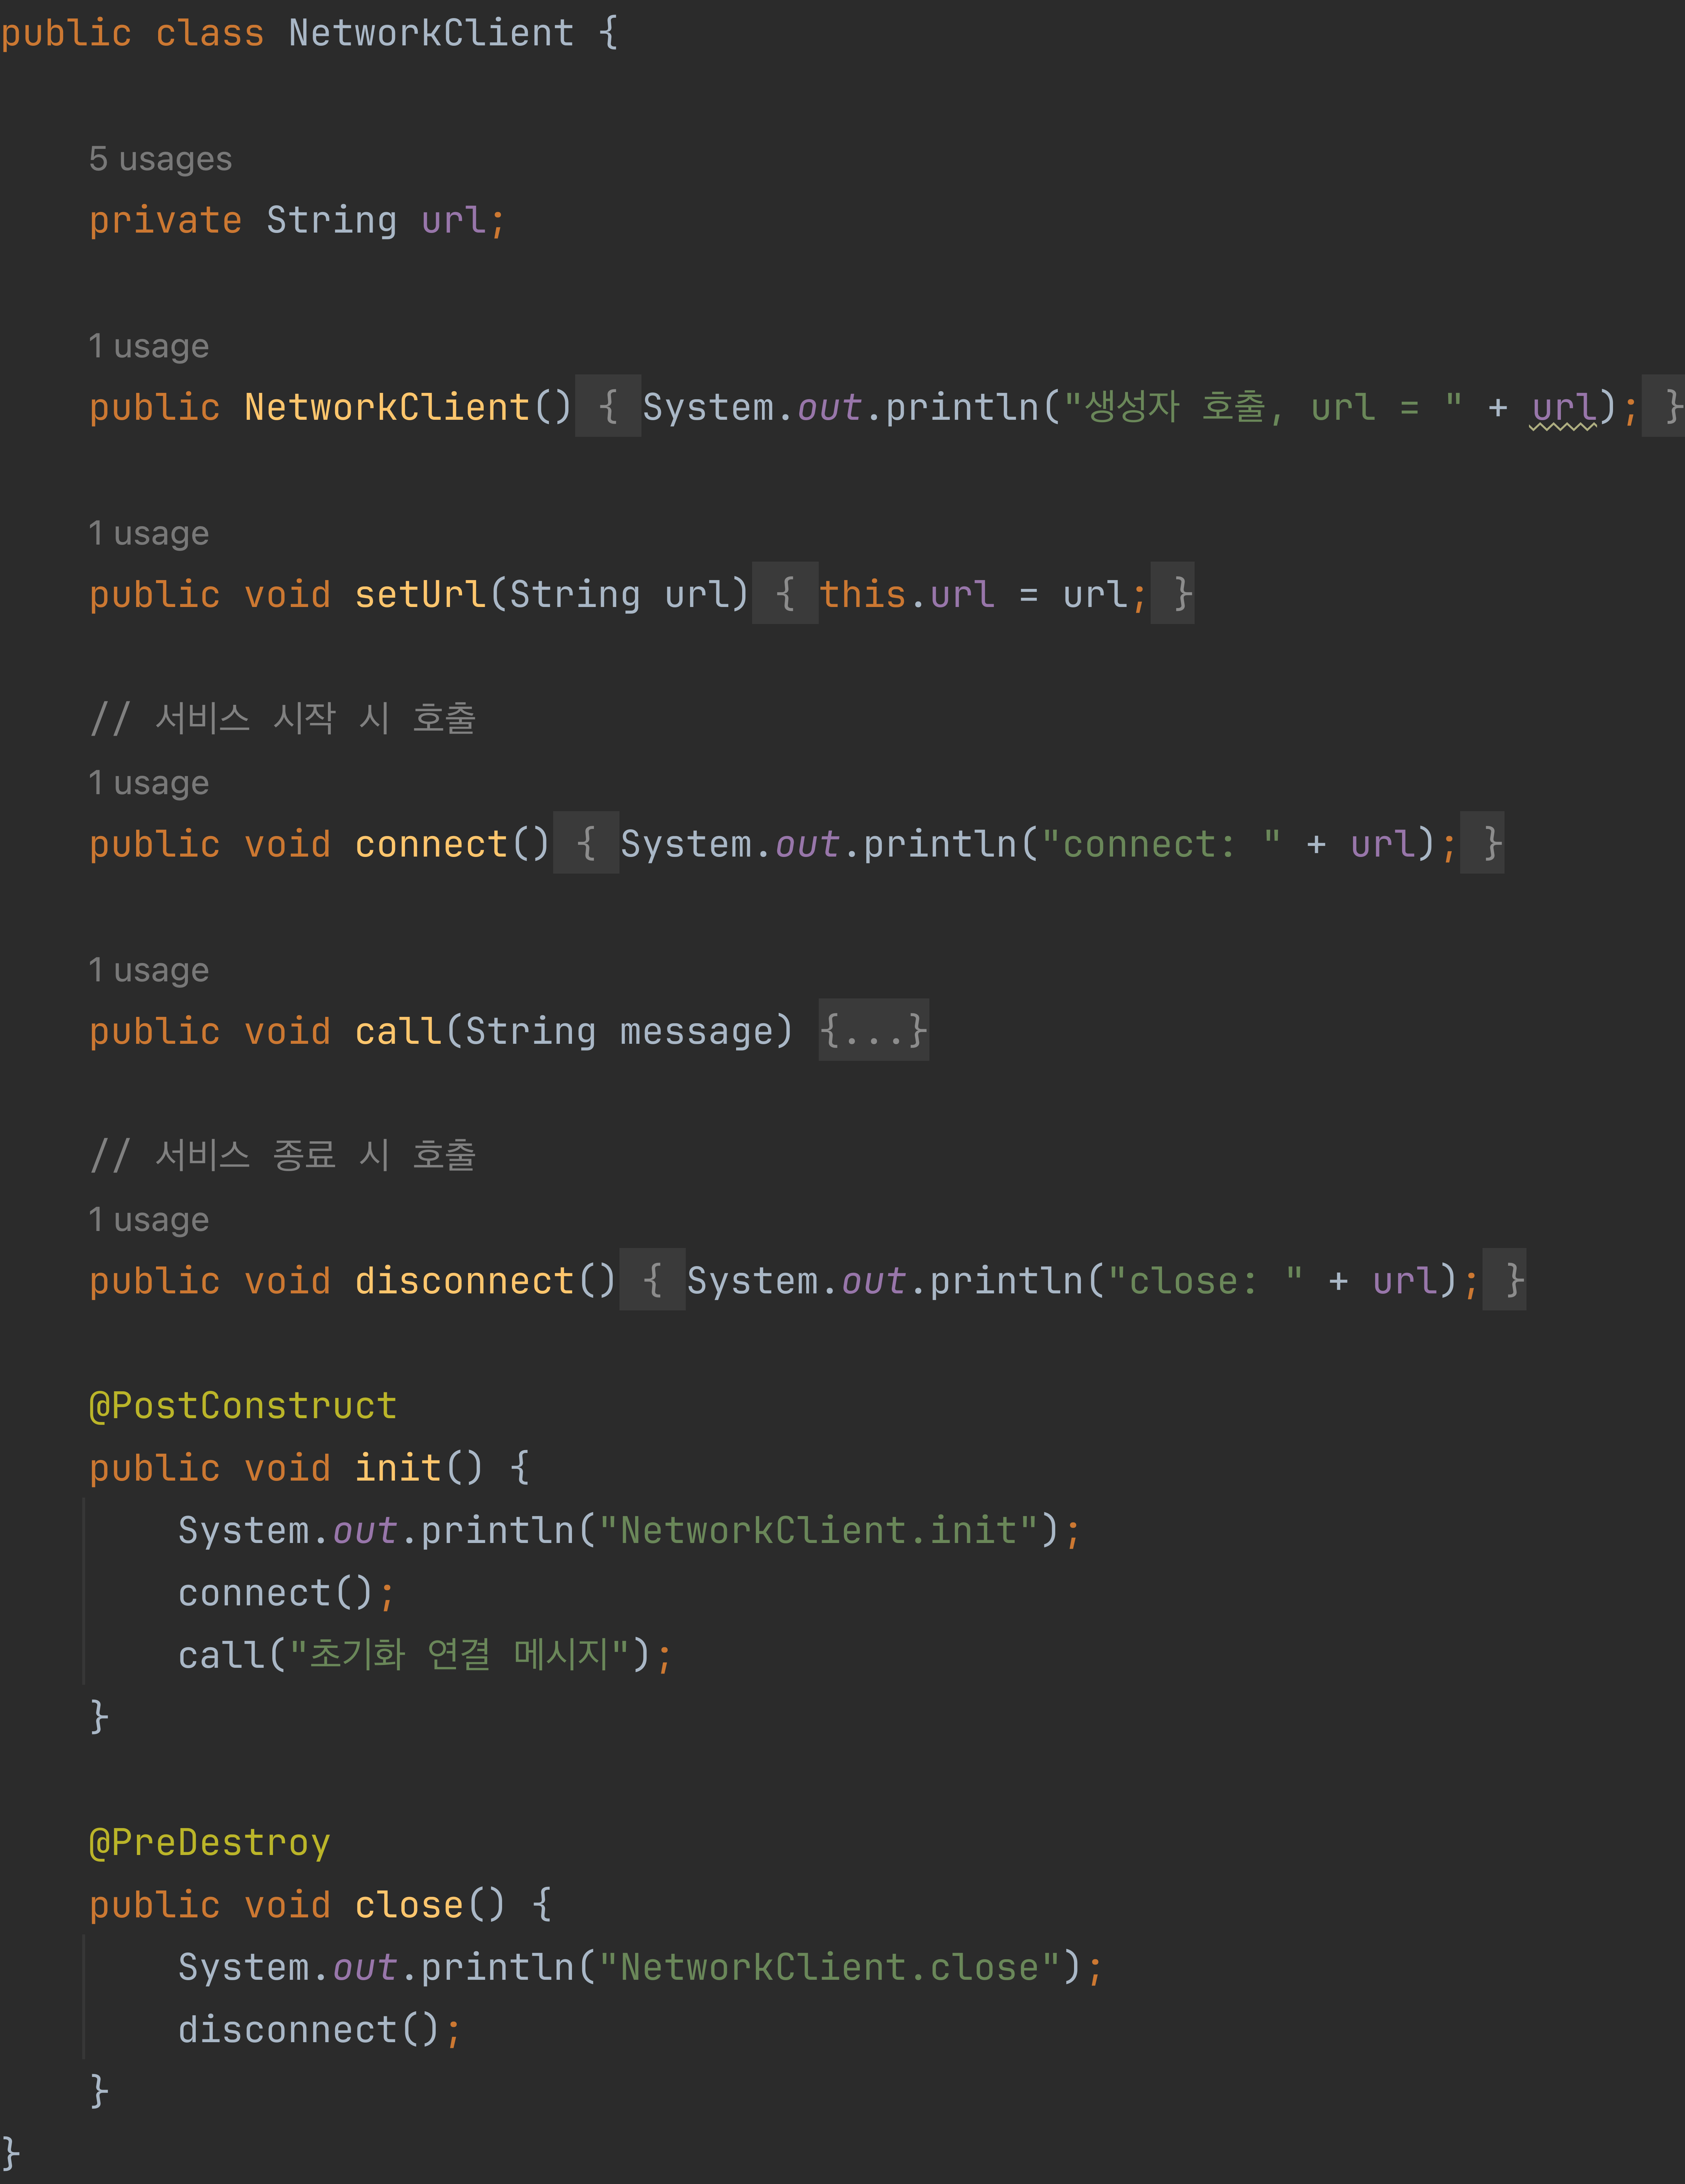 public class NetworkClient {
5 usages
private String url;
1 usage
public NetworkClient() { System.out.println("생성자 호출, url = " + url); }
1 usage
public void setUrl(String url) { this.url = url; }
// 서비스 시작 시 호출
1 usage
public void connect() { System.out.println("connect: " + url); }
1 usage
public void call(String message) {...}
// 서비스 종료 시 호출
1 usage
public void disconnect() { System.out.println("close: " + url); }
@PostConstruct
public void init() {
System.out.println("NetworkClient.init");
connect();
call("초기화 연결 메시지");
}
@PreDestroy
public void close() {
System.out.println("NetworkClient.close");
disconnect();
}
}